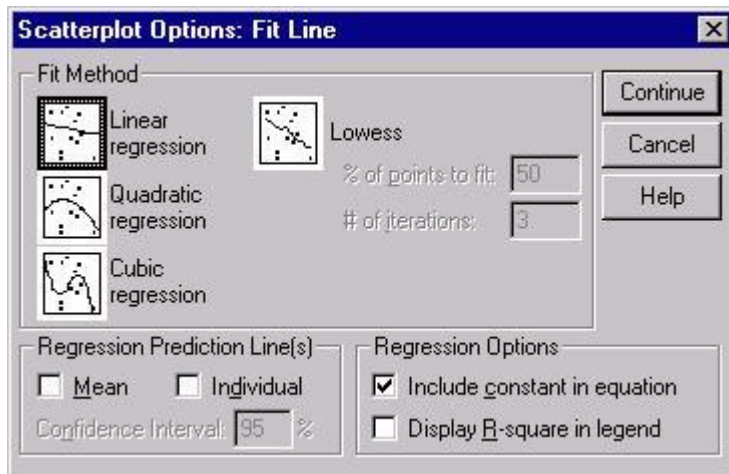 Scatterplot Options: Fit Line
Fit Method
Linear
regression
Quadratic
regression
Cubic
regression
Lowess
% of points to fit: 50
# of iterations: 3
Continue
Cancel
Help
Regression Prediction Line(s)
Mean Individual
Confidence Interval: 95 %
Regression Options
Include constant in equation
Display R-square in legend